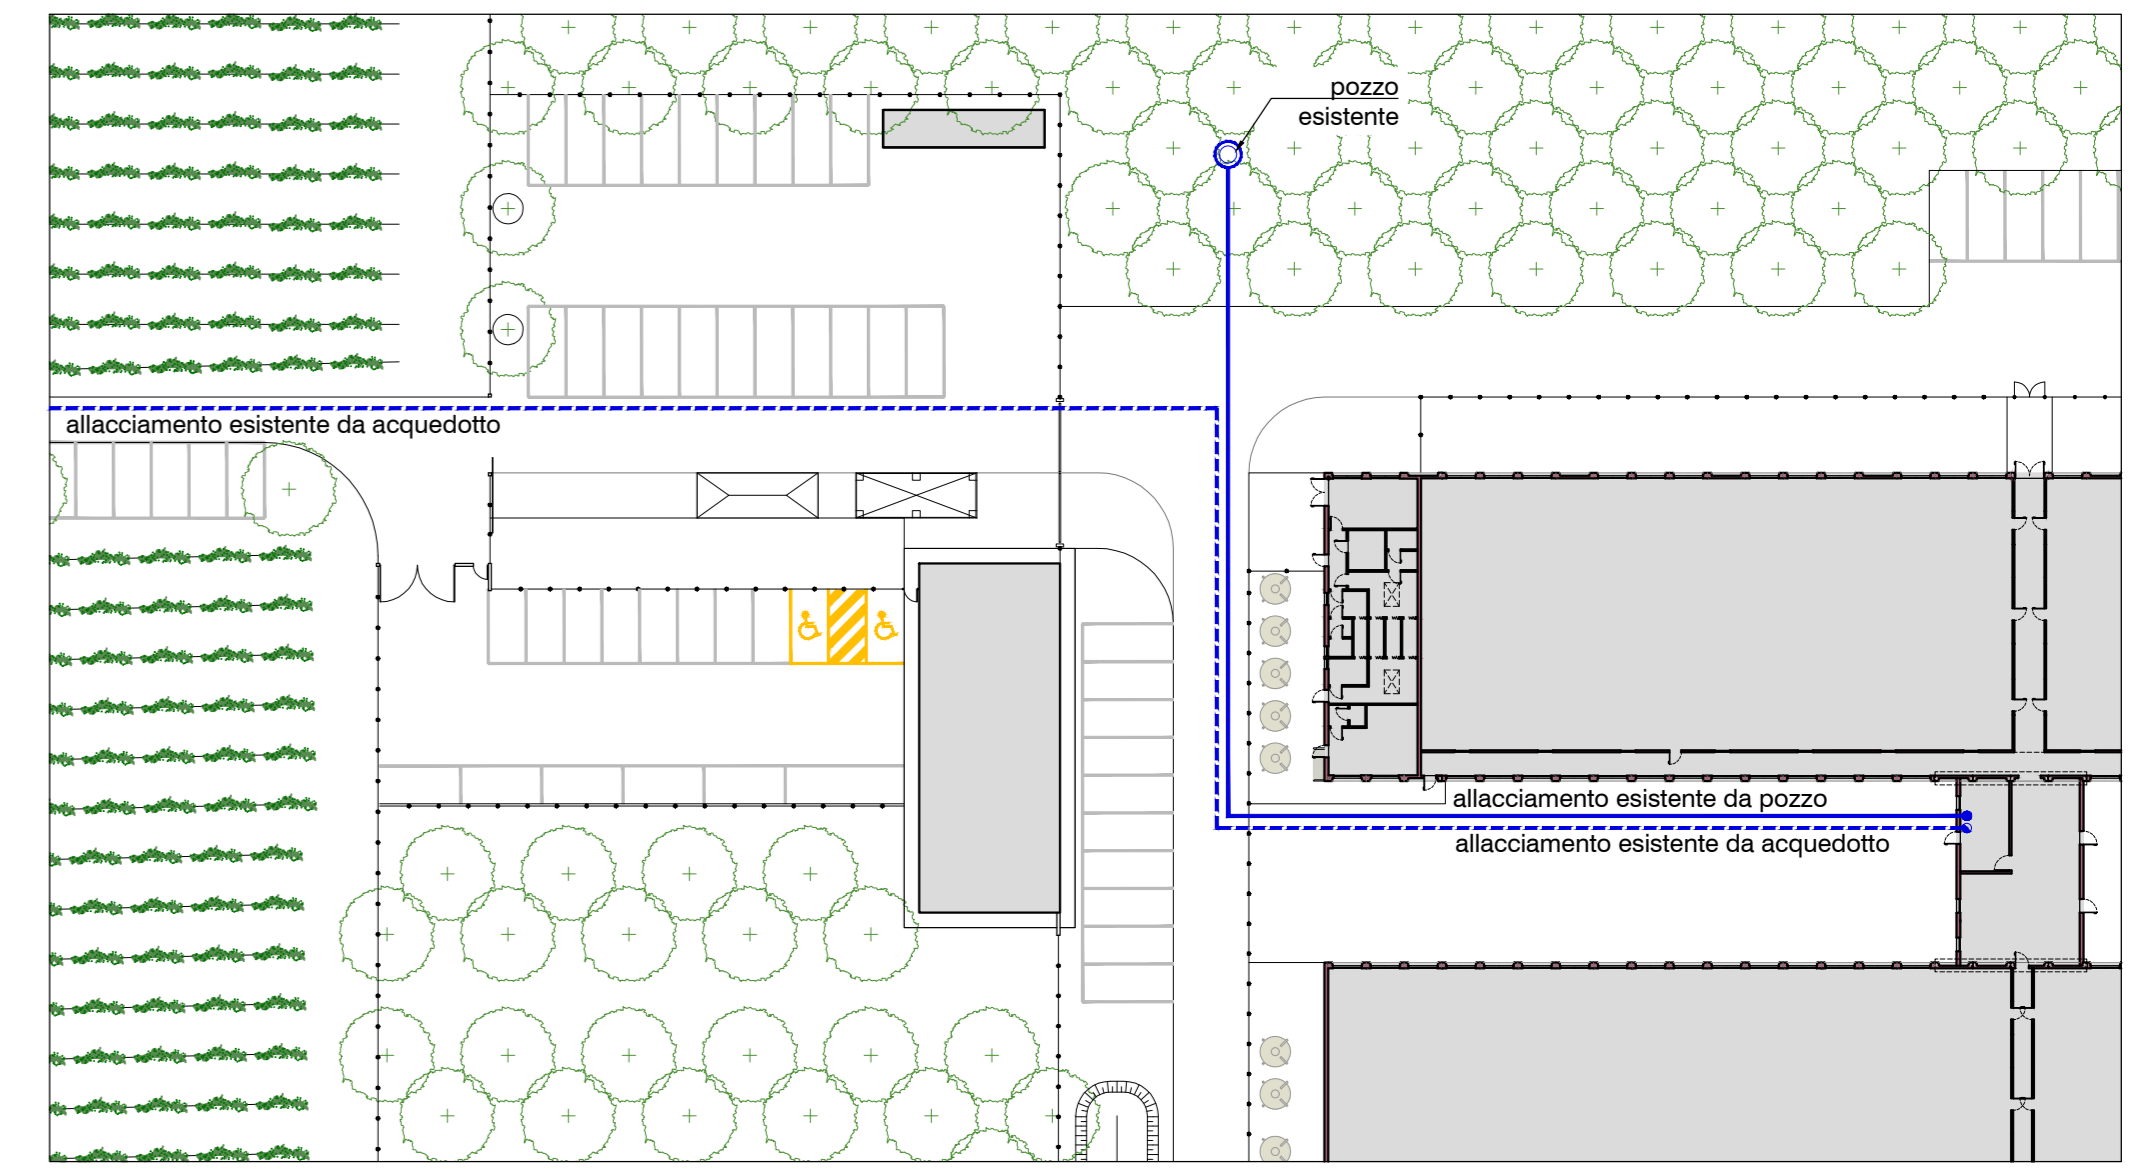 pozzo
esistente
allacciamento esistente da acquedotto
allacciamento esistente da pozzo
allacciamento esistente da acquedotto